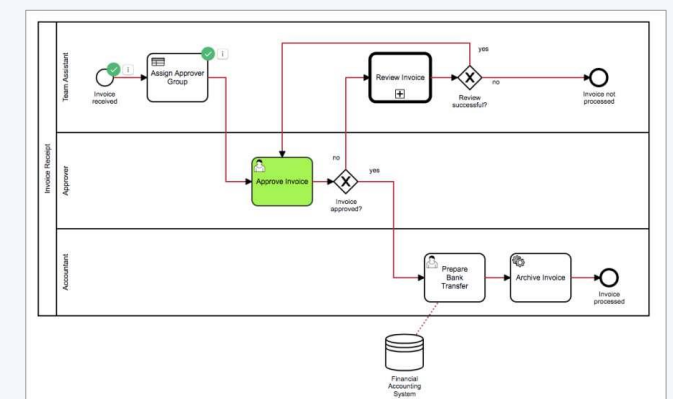 Invoice Receipt
Team Assistant
Invoice
received
i
Assign Approver
Group
i
Review Invoice
yes
Review
successful?
no
Invoice not
processed
Approver
Approve Invoice
no
Invoice
approved?
yes
Accountant
Prepare
Bank
Transfer
Archive Invoice
Invoice
processed
Financial
Accounting
System